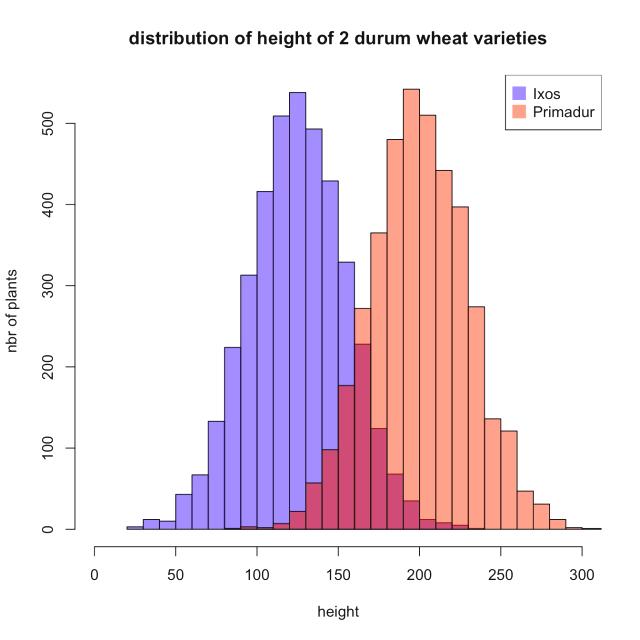 distribution of height of 2 durum wheat varieties
Ixos
Primadur
500
400
300
200
100
0
nbr of plants
0 50 100 150 200 250 300
height